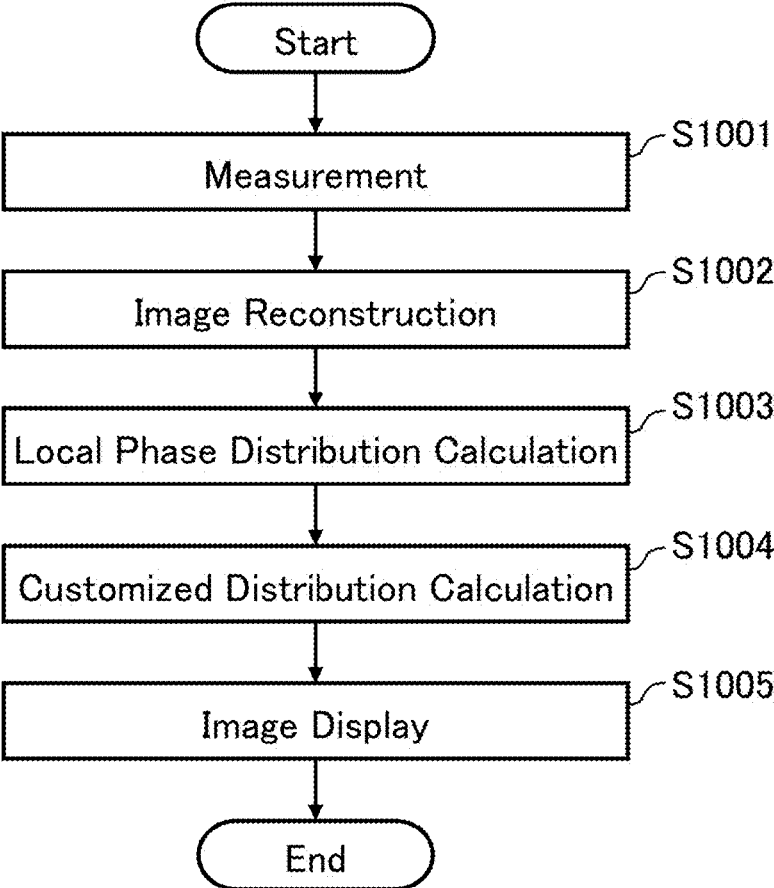 Start
S1001
Measurement
S1002
Image Reconstruction
S1003
Local Phase Distribution Calculation
S1004
Customized Distribution Calculation
S1005
Image Display
End